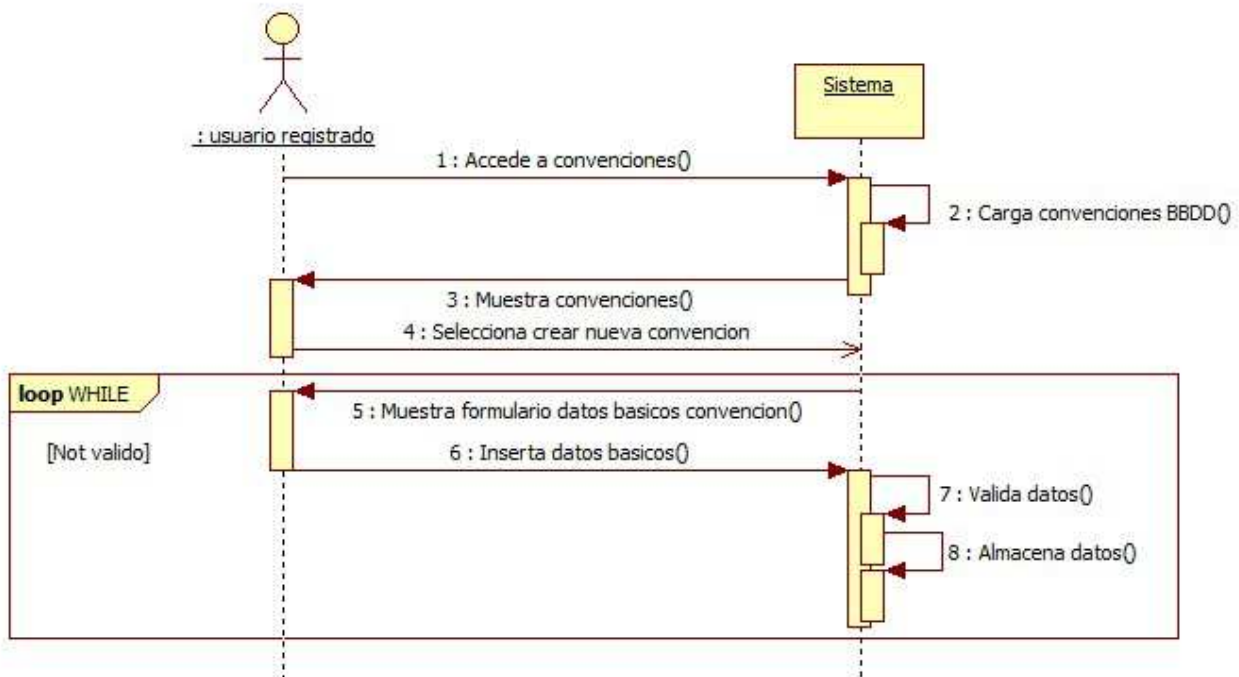 : usuario registrado
Sistema
1 : Accede a convenciones()
2 : Carga convenciones BBDD()
3 : Muestra convenciones()
4 : Selecciona crear nueva convencion
loop WHILE
5 : Muestra formulario datos basicos convencion()
[Not valido]
6 : Inserta datos basicos()
7 : Valida datos()
8 : Almacena datos()